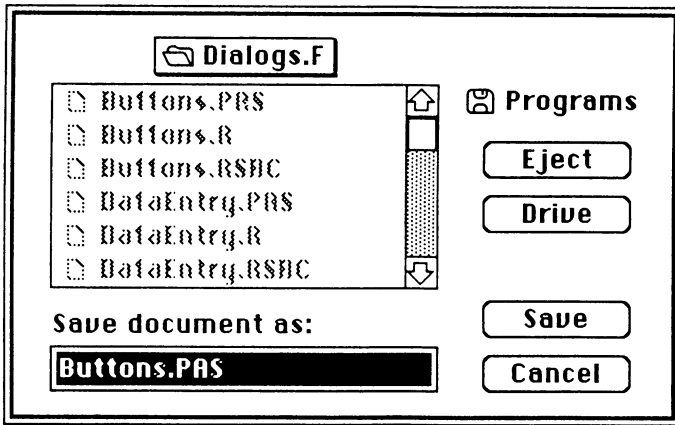 Dialogs.F
Buttons.PAS
Buttons.R
Buttons.RSRC
DataEntry.PAS
DataEntry.R
DataEntry.RSRC
Programs
Eject
Drive
Save document as:
Buttons.PAS
Save
Cancel